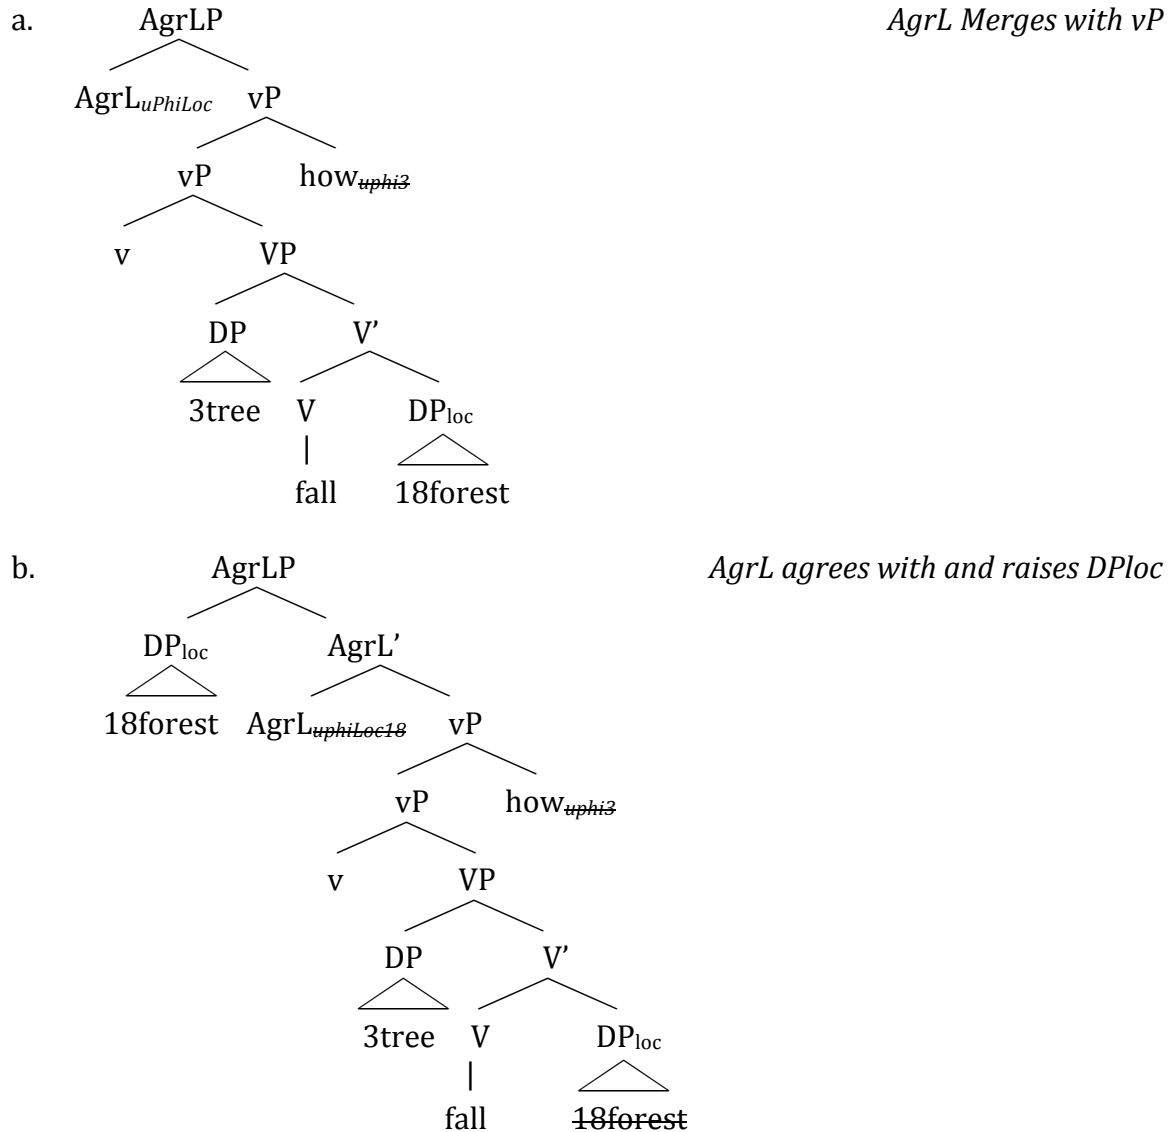 a. AgrLP AgrL Merges with vP
AgrLuPhiLoc vP
vP howuphi3
v VP
DP V’
3tree V DPloc
fall 18forest
b. AgrLP AgrL agrees with and raises DPloc
DPloc AgrL’
18forest AgrLuphiLoc18 vP
vP howuphi3
v VP
DP V’
3tree V DPloc
fall 18forest